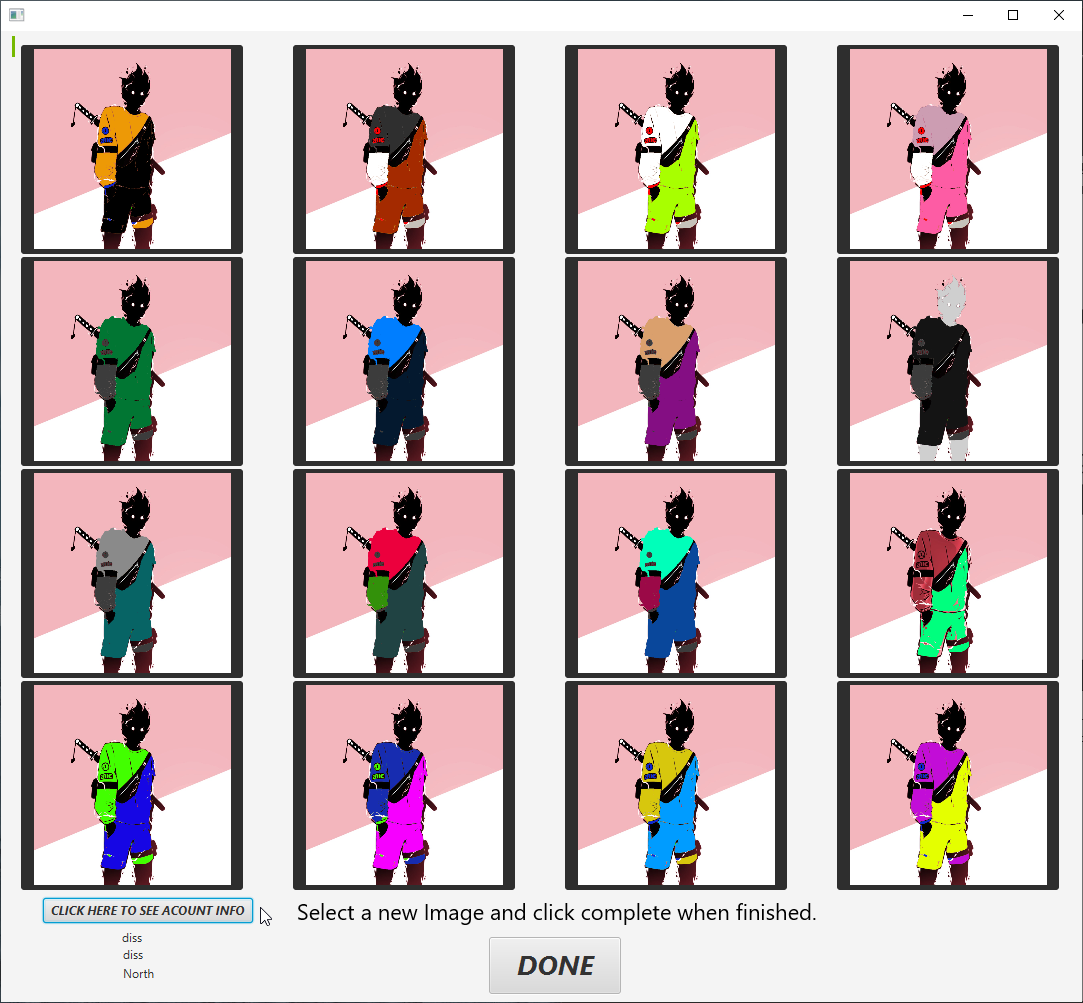 CLICK HERE TO SEE ACOUNT INFO
Select a new Image and click complete when finished.
diss
diss
North
DONE